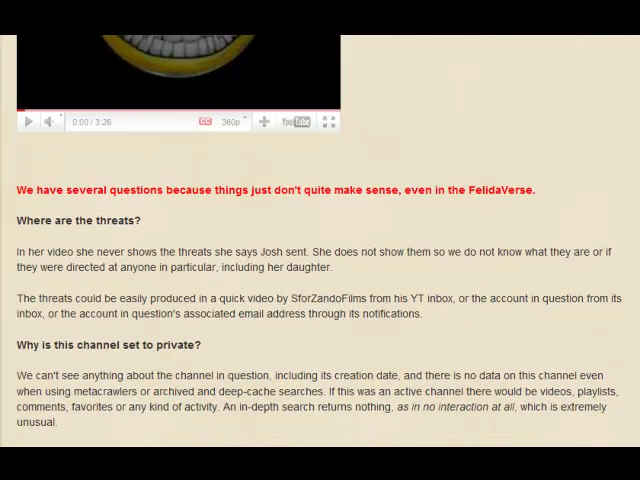 0:00 / 3:26 CC 360p YouTube
We have several questions because things just don't quite make sense, even in the FelidaVerse.
Where are the threats?
In her video she never shows the threats she says Josh sent. She does not show them so we do not know what they are or if
they were directed at anyone in particular, including her daughter.
The threats could be easily produced in a quick video by SforZandoFilms from his YT inbox, or the account in question from its
inbox, or the account in question's associated email address through its notifications.
Why is this channel set to private?
We can't see anything about the channel in question, including its creation date, and there is no data on this channel even
when using metacrawlers or archived and deep-cache searches. If this was an active channel there would be videos, playlists,
comments, favorites or any kind of activity. An in-depth search returns nothing, as in no interaction at all, which is extremely
unusual.